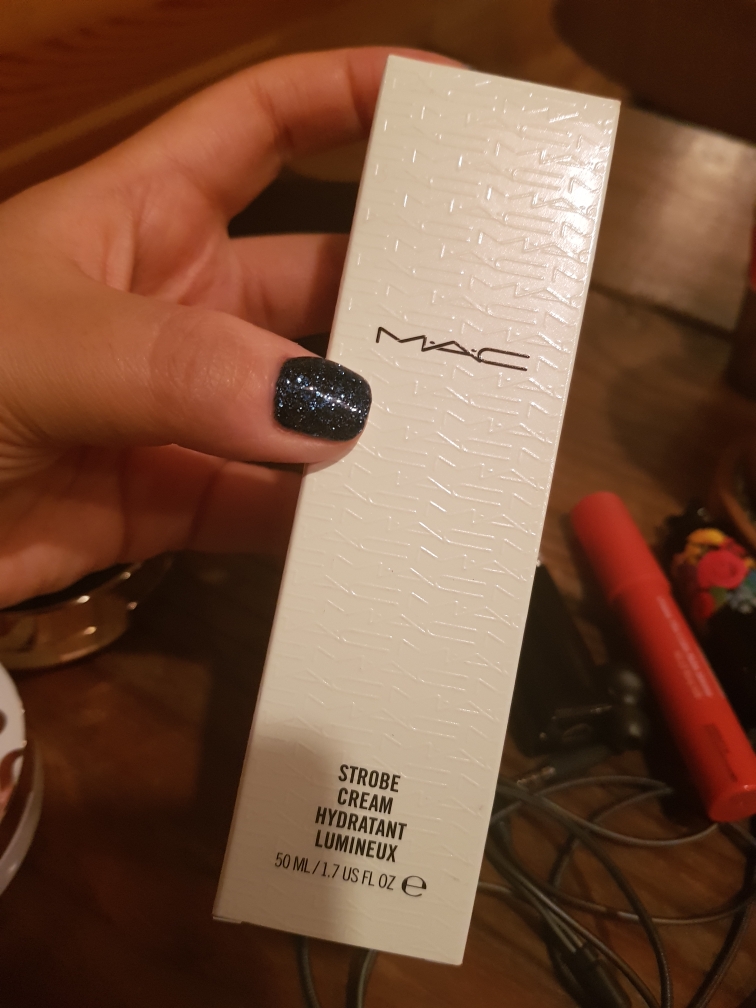 M·A·C
STROBE
CREAM
HYDRATANT
LUMINEUX
50 ML / 1.7 US FL OZ ℮